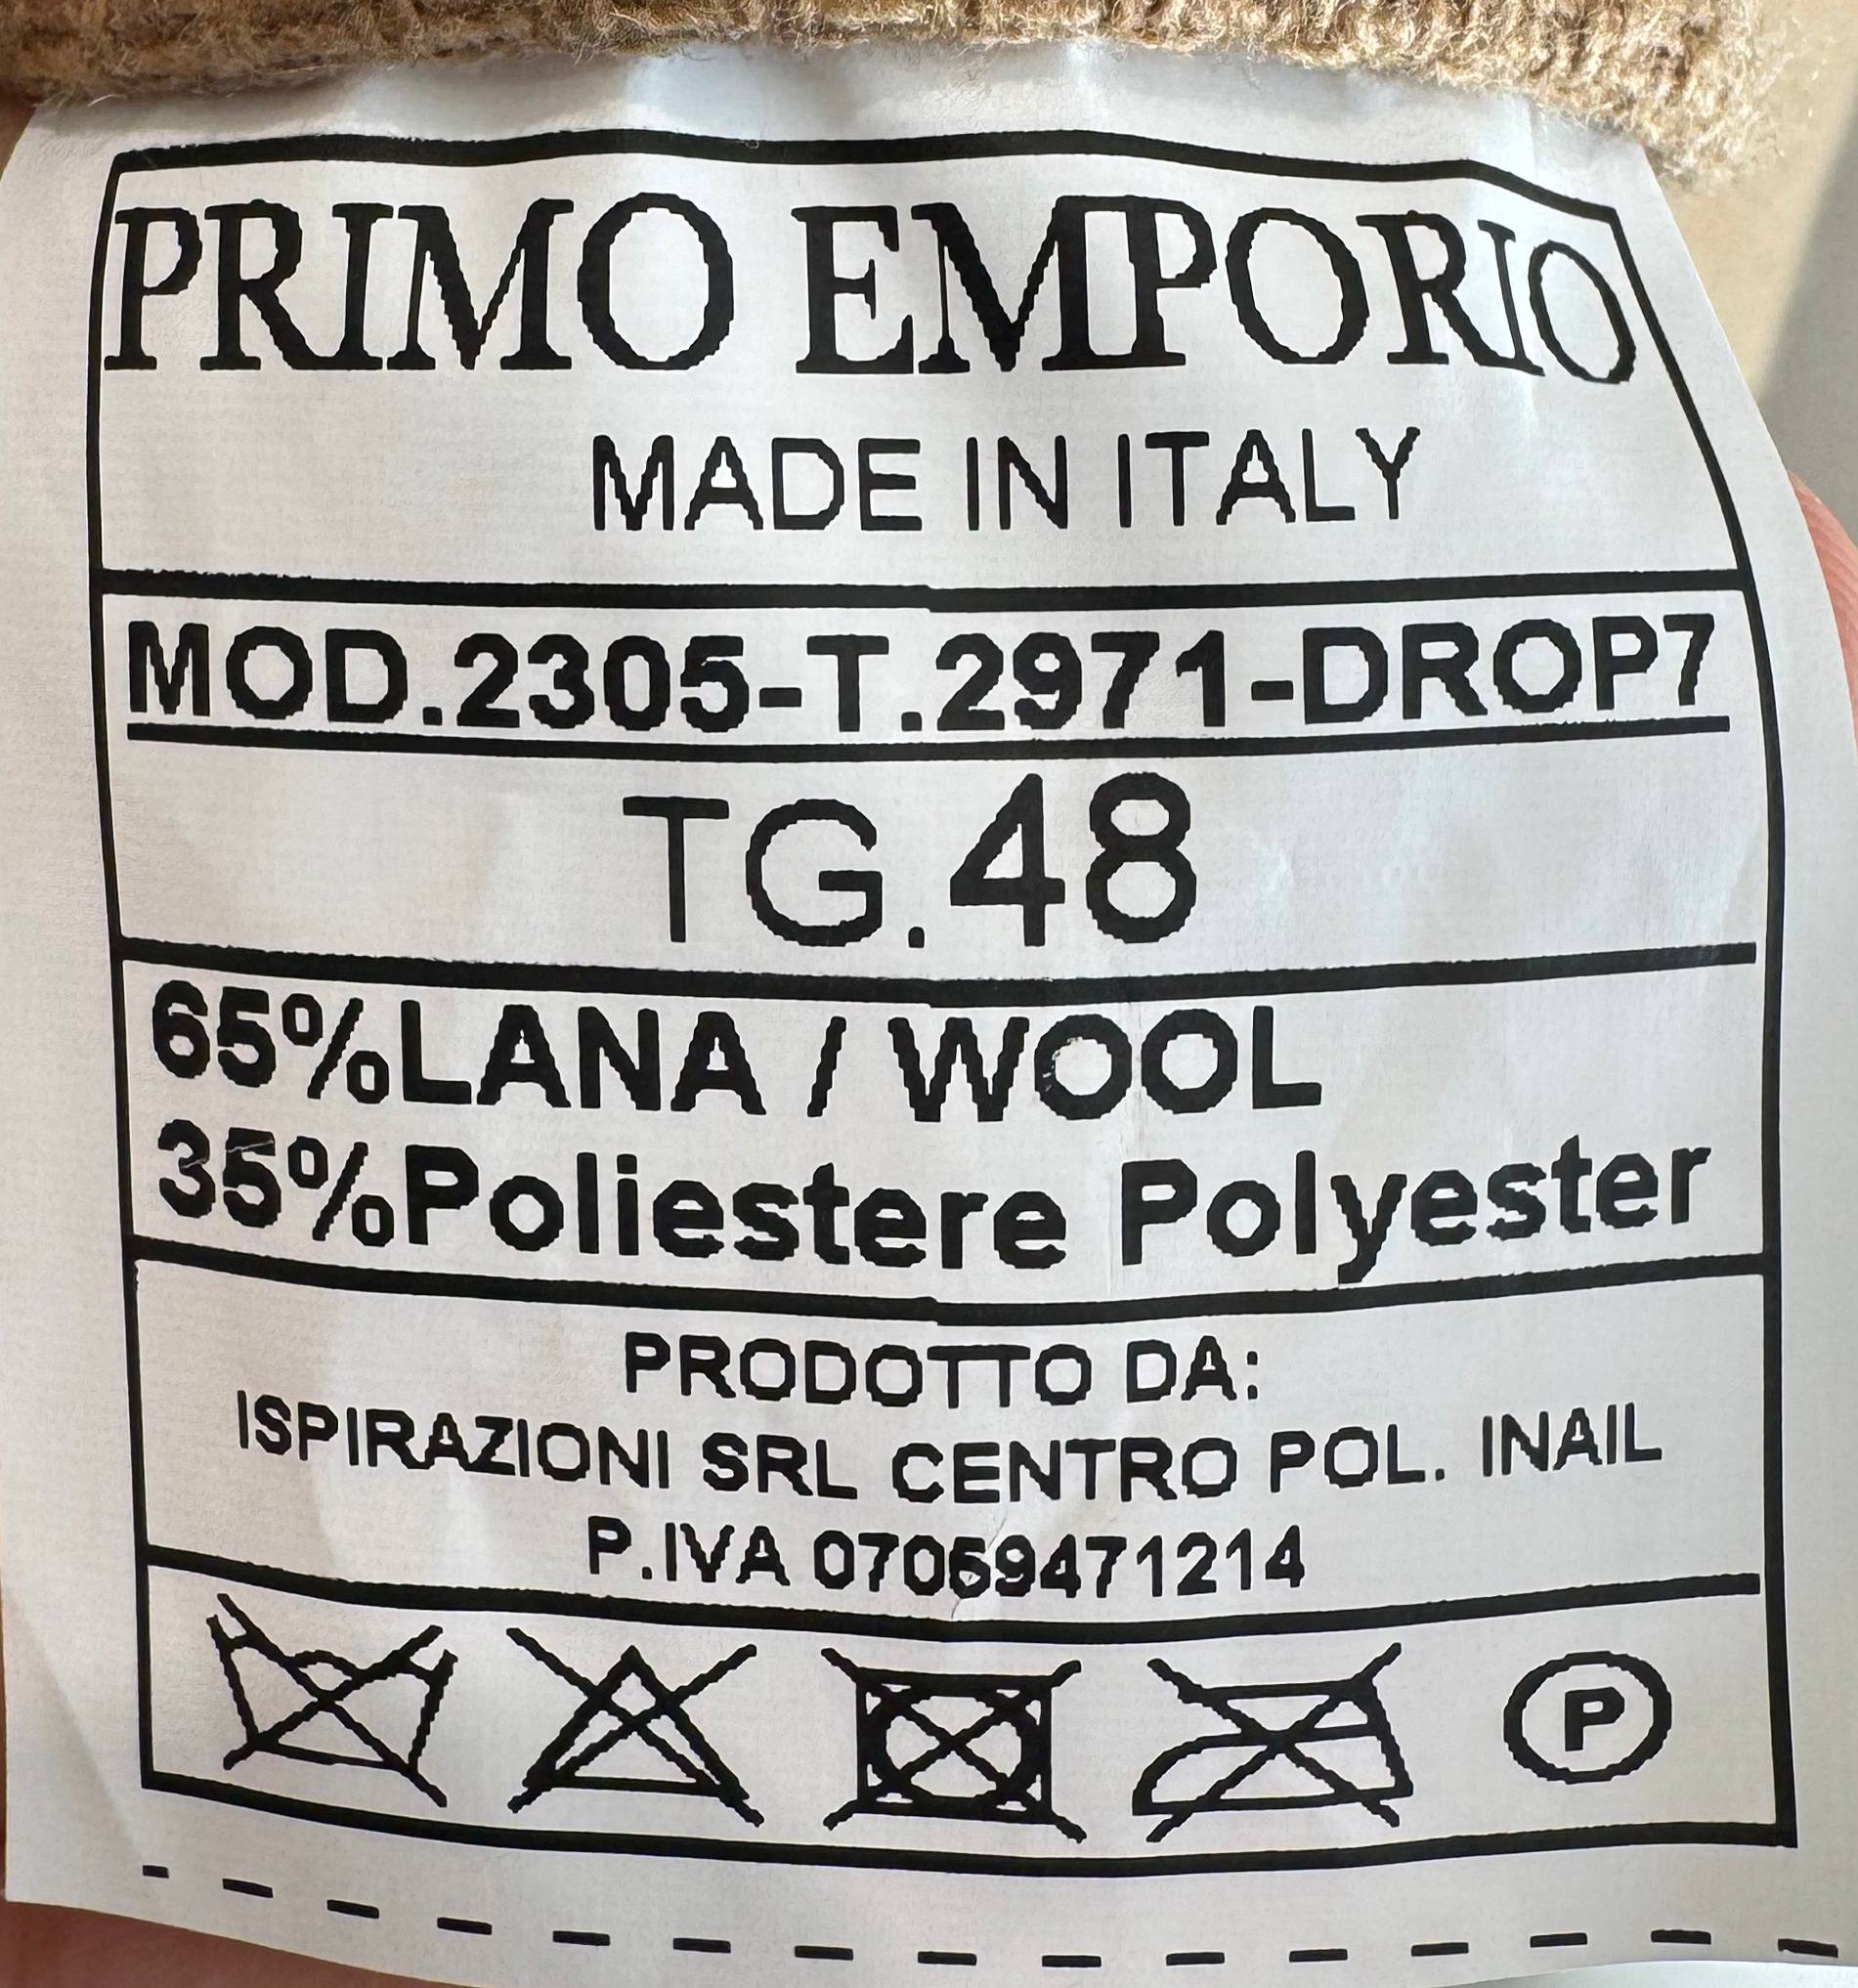 PRIMO EMPORIO
MADE IN ITALY
MOD.2305-T.2971-DROP7
TG.48
65%LANA / WOOL
35%Poliestere Polyester
PRODOTTO DA:
ISPIRAZIONI SRL CENTRO POL. INAIL
P.IVA 07069471214
P